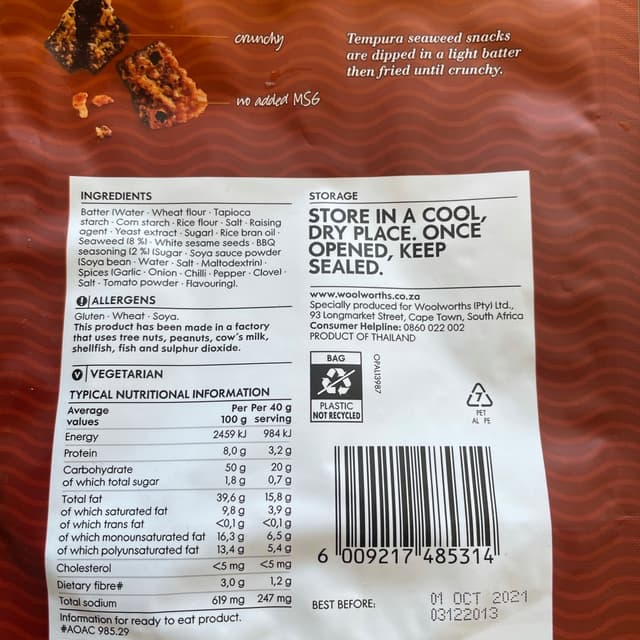 crunchy
no added MSG
Tempura seaweed snacks
are dipped in a light batter
then fried until crunchy.
INGREDIENTS
Batter (Water · Wheat flour · Tapioca
starch · Corn starch · Rice flour · Salt · Raising
agent · Yeast extract · Sugar) · Rice bran oil ·
Seaweed (8 %) · White sesame seeds · BBQ
seasoning (2 %) (Sugar · Soya sauce powder
(Soya bean · Water · Salt · Maltodextrin) ·
Spices (Garlic · Onion · Chilli · Pepper · Clove) ·
Salt · Tomato powder · Flavouring).
ALLERGENS
Gluten · Wheat · Soya.
This product has been made in a factory
that uses tree nuts, peanuts, cow's milk,
shellfish, fish and sulphur dioxide.
V VEGETARIAN
TYPICAL NUTRITIONAL INFORMATION
Average Per Per 40 g
values 100 g serving
Energy 2459 kJ 984 kJ
Protein 8,0 g 3,2 g
Carbohydrate 50 g 20 g
of which total sugar 1,8 g 0,7 g
Total fat 39,6 g 15,8 g
of which saturated fat 9,8 g 3,9 g
of which trans fat <0,1 g <0,1 g
of which monounsaturated fat 16,3 g 6,5 g
of which polyunsaturated fat 13,4 g 5,4 g
Cholesterol <5 mg <5 mg
Dietary fibre# 3,0 g 1,2 g
Total sodium 619 mg 247 mg
Information for ready to eat product.
#AOAC 985.29
STORAGE
STORE IN A COOL,
DRY PLACE. ONCE
OPENED, KEEP
SEALED.
www.woolworths.co.za
Specially produced for Woolworths (Pty) Ltd.,
93 Longmarket Street, Cape Town, South Africa
Consumer Helpline: 0860 022 002
PRODUCT OF THAILAND
BAG
PLASTIC
NOT RECYCLED
OPALI13987
7
PET
AL PE
6 009217 485314
BEST BEFORE: 01 OCT 2021
03122013